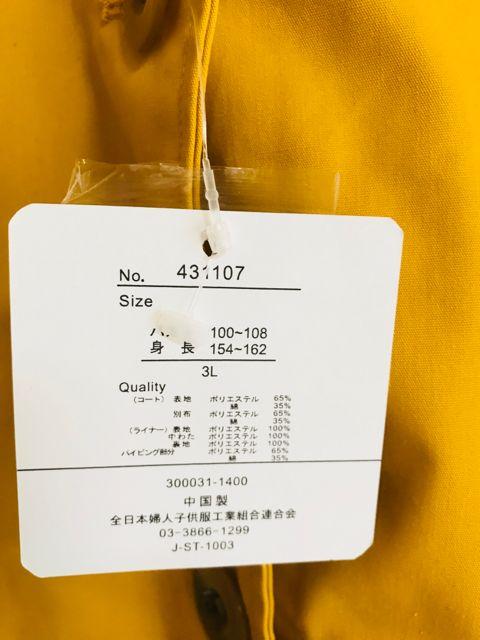 No. 431107
Size
100~108
身 長 154~162
3L
Quality
(コート) 表地 ポリエステル 65%
綿 35%
別布 ポリエステル 65%
綿 35%
(ライナー) 表地 ポリエステル 100%
中わた ポリエステル 100%
裏地 ポリエステル 100%
パイピング部分 ポリエステル 65%
綿 35%
300031-1400
中国製
全日本婦人子供服工業組合連合会
03-3866-1299
J-ST-1003